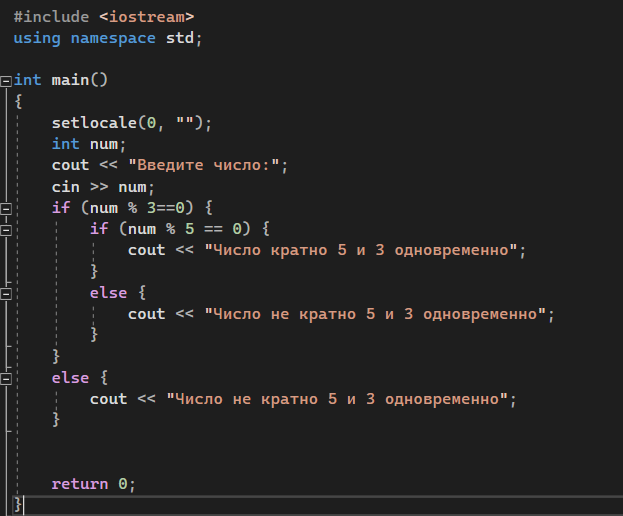 #include <iostream>
using namespace std;
int main()
{
setlocale(0, "");
int num;
cout << "Введите число:";
cin >> num;
if (num % 3==0) {
if (num % 5 == 0) {
cout << "Число кратно 5 и 3 одновременно";
}
else {
cout << "Число не кратно 5 и 3 одновременно";
}
}
else {
cout << "Число не кратно 5 и 3 одновременно";
}
return 0;
}